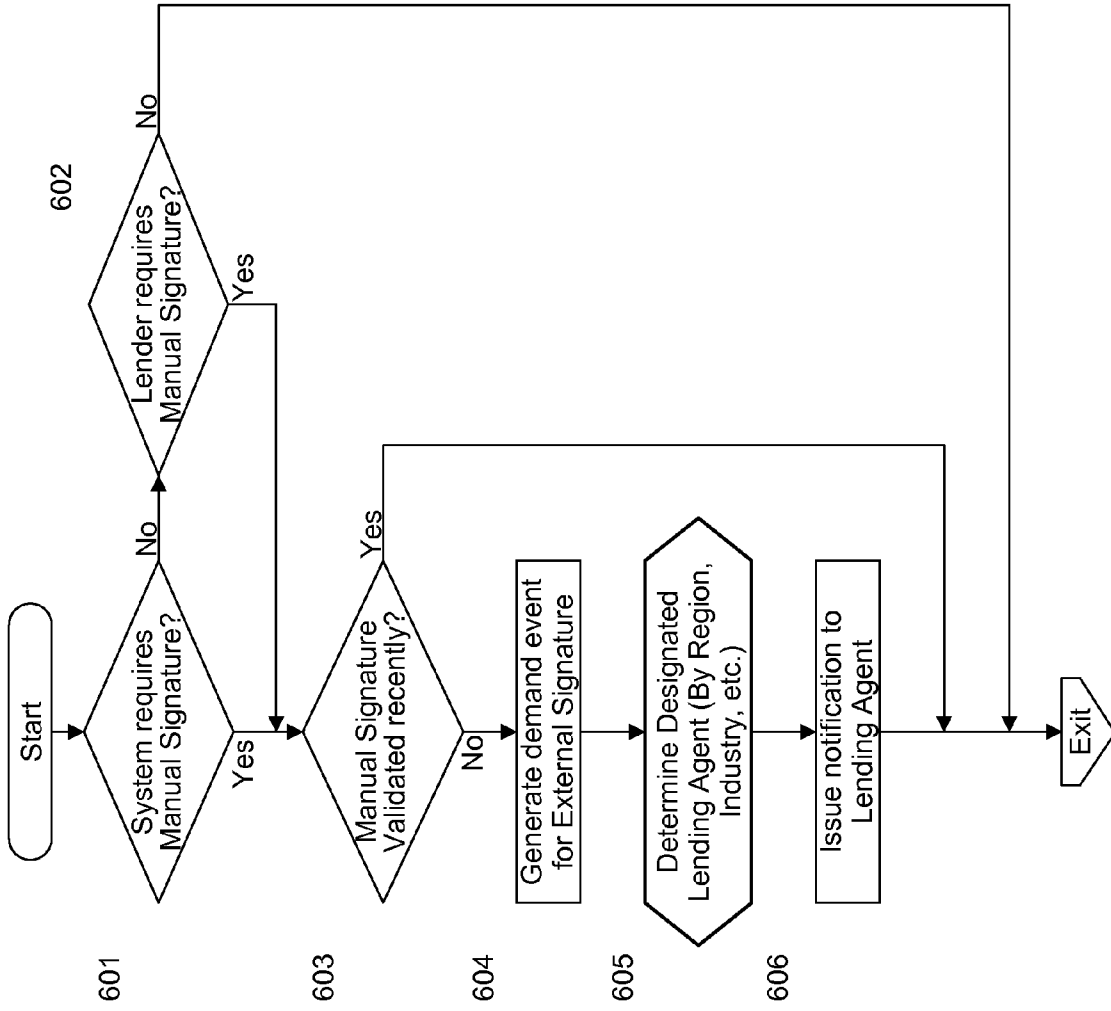 Start
601
System requires
Manual Signature?
No
Yes
602
Lender requires
Manual Signature?
No
Yes
603
Manual Signature
Validated recently?
Yes
No
604
Generate demand event
for External Signature
605
Determine Designated
Lending Agent (By Region,
Industry, etc.)
606
Issue notification to
Lending Agent
Exit